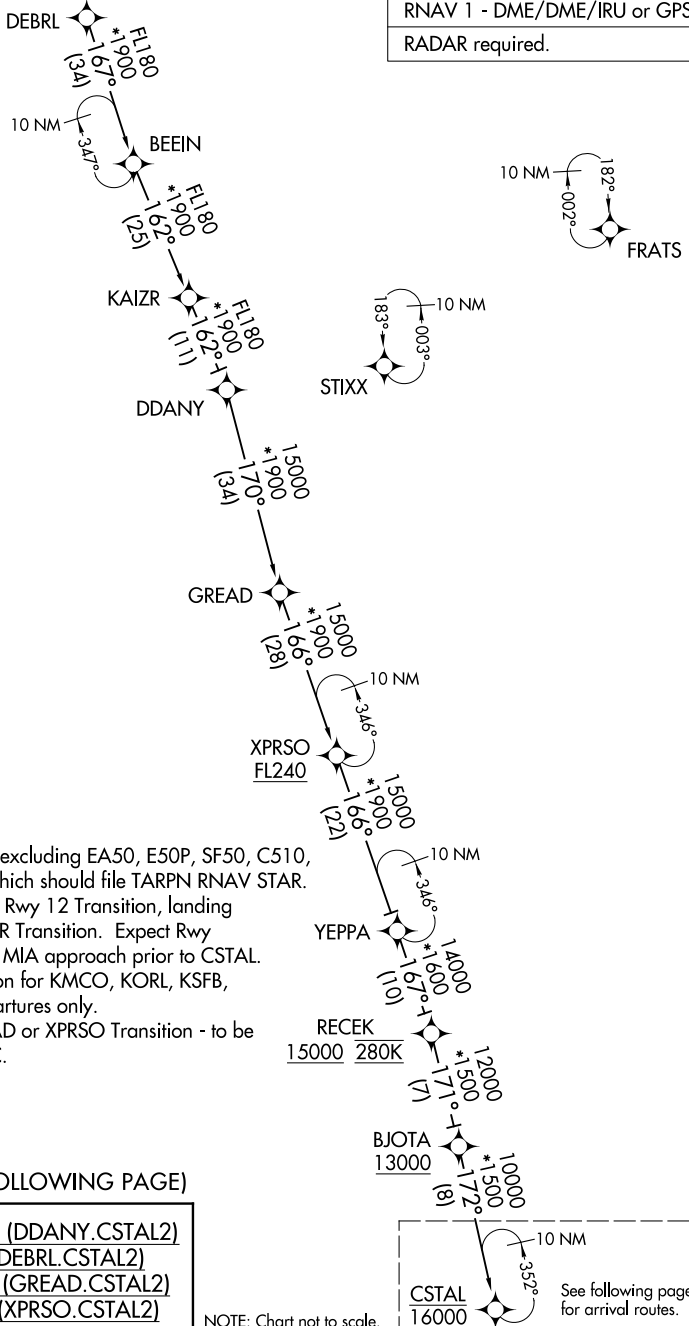 RNAV 1 - DME/DME/IRU or GPS
RADAR required.
DEBRL
FL180
*1900
167°
(34)
10 NM
347°
BEEIN
FL180
*1900
162°
(25)
10 NM
182°
002°
FRATS
KAIZR
FL180
*1900
162°
(11)
10 NM
183°
003°
STIXX
DDANY
15000
*1900
170°
(34)
GREAD
15000
*1900
166°
(28)
10 NM
346°
XPRSO
FL240
15000
*1900
166°
(22)
10 NM
346°
YEPPA
excluding EA50, E50P, SF50, C510,
hich should file TARPN RNAV STAR.
Rwy 12 Transition, landing
R Transition. Expect Rwy
MIA approach prior to CSTAL.
on for KMCO, KORL, KSFB,
artures only.
AD or XPRSO Transition - to be
14000
*1600
167°
(10)
RECEK
15000 280K
12000
*1500
171°
(7)
BJOTA
13000
10000
*1500
172°
(8)
OLLOWING PAGE)
(DDANY.CSTAL2)
DEBRL.CSTAL2)
(GREAD.CSTAL2)
(XPRSO.CSTAL2)
NOTE: Chart not to scale.
10 NM
352°
CSTAL
16000
See following page
for arrival routes.